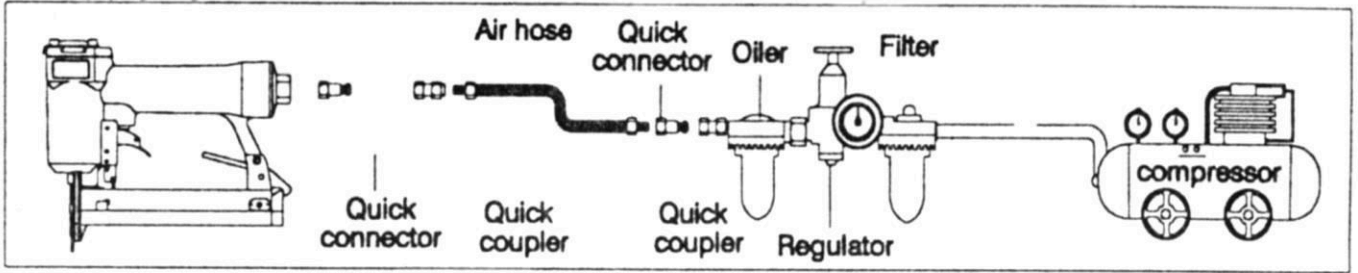 Air hose
Quick
connector
Oiler
Filter
compressor
Quick
connector
Quick
coupler
Quick
coupler
Regulator